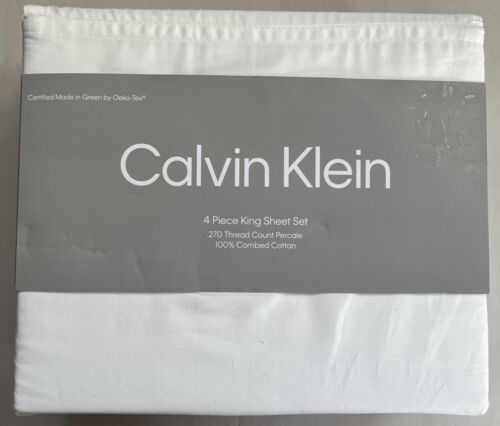 Certified Made in Green by Oeko-Tex®
Calvin Klein
4 Piece King Sheet Set
270 Thread Count Percale
100% Combed Cotton